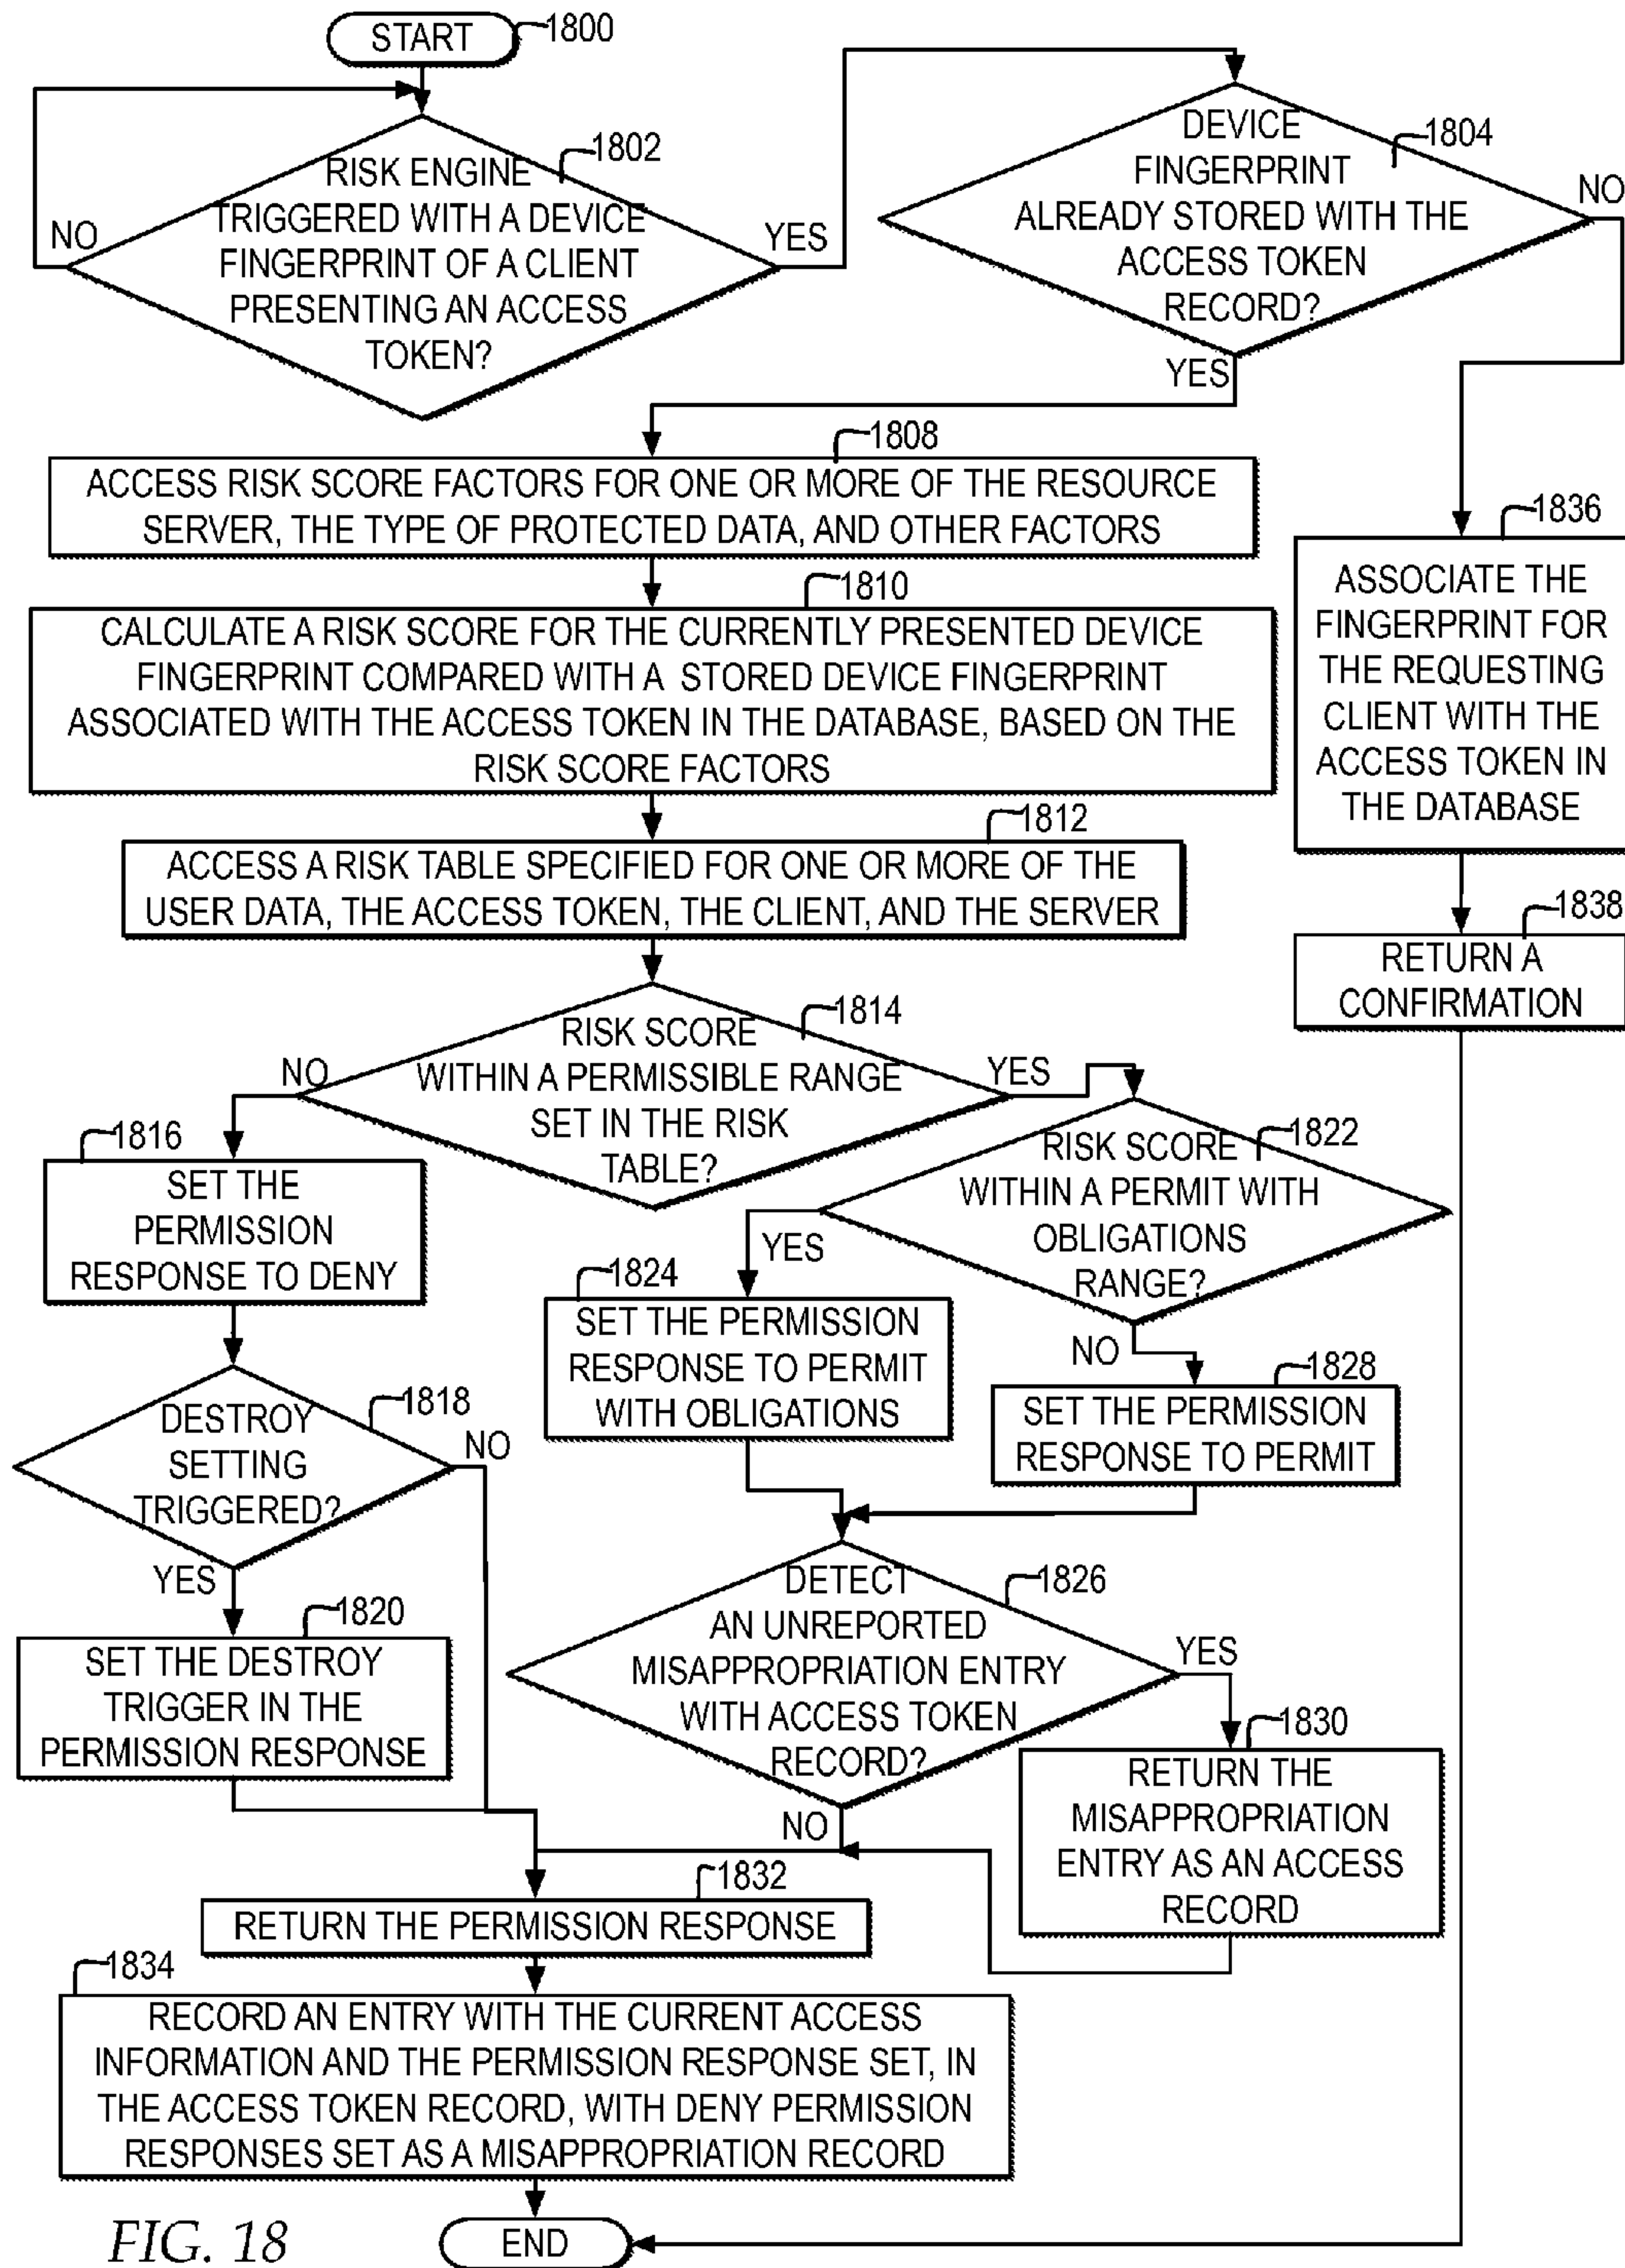 START
1800
1802
RISK ENGINE
TRIGGERED WITH A DEVICE
FINGERPRINT OF A CLIENT
PRESENTING AN ACCESS
TOKEN?
NO
YES
DEVICE
FINGERPRINT
ALREADY STORED WITH THE
ACCESS TOKEN
RECORD?
1804
NO
YES
1808
ACCESS RISK SCORE FACTORS FOR ONE OR MORE OF THE RESOURCE
SERVER, THE TYPE OF PROTECTED DATA, AND OTHER FACTORS
1810
CALCULATE A RISK SCORE FOR THE CURRENTLY PRESENTED DEVICE
FINGERPRINT COMPARED WITH A STORED DEVICE FINGERPRINT
ASSOCIATED WITH THE ACCESS TOKEN IN THE DATABASE, BASED ON THE
RISK SCORE FACTORS
1836
ASSOCIATE THE
FINGERPRINT FOR
THE REQUESTING
CLIENT WITH THE
ACCESS TOKEN IN
THE DATABASE
1812
ACCESS A RISK TABLE SPECIFIED FOR ONE OR MORE OF THE
USER DATA, THE ACCESS TOKEN, THE CLIENT, AND THE SERVER
1838
RETURN A
CONFIRMATION
1814
RISK SCORE
WITHIN A PERMISSIBLE RANGE
SET IN THE RISK
TABLE?
NO
YES
1816
SET THE
PERMISSION
RESPONSE TO DENY
1822
RISK SCORE
WITHIN A PERMIT WITH
OBLIGATIONS
RANGE?
YES
NO
1824
SET THE PERMISSION
RESPONSE TO PERMIT
WITH OBLIGATIONS
1828
SET THE PERMISSION
RESPONSE TO PERMIT
1818
DESTROY
SETTING
TRIGGERED?
NO
YES
1820
SET THE DESTROY
TRIGGER IN THE
PERMISSION RESPONSE
1826
DETECT
AN UNREPORTED
MISAPPROPRIATION ENTRY
WITH ACCESS TOKEN
RECORD?
YES
NO
1830
RETURN THE
MISAPPROPRIATION
ENTRY AS AN ACCESS
RECORD
1832
RETURN THE PERMISSION RESPONSE
1834
RECORD AN ENTRY WITH THE CURRENT ACCESS
INFORMATION AND THE PERMISSION RESPONSE SET, IN
THE ACCESS TOKEN RECORD, WITH DENY PERMISSION
RESPONSES SET AS A MISAPPROPRIATION RECORD
END
FIG. 18